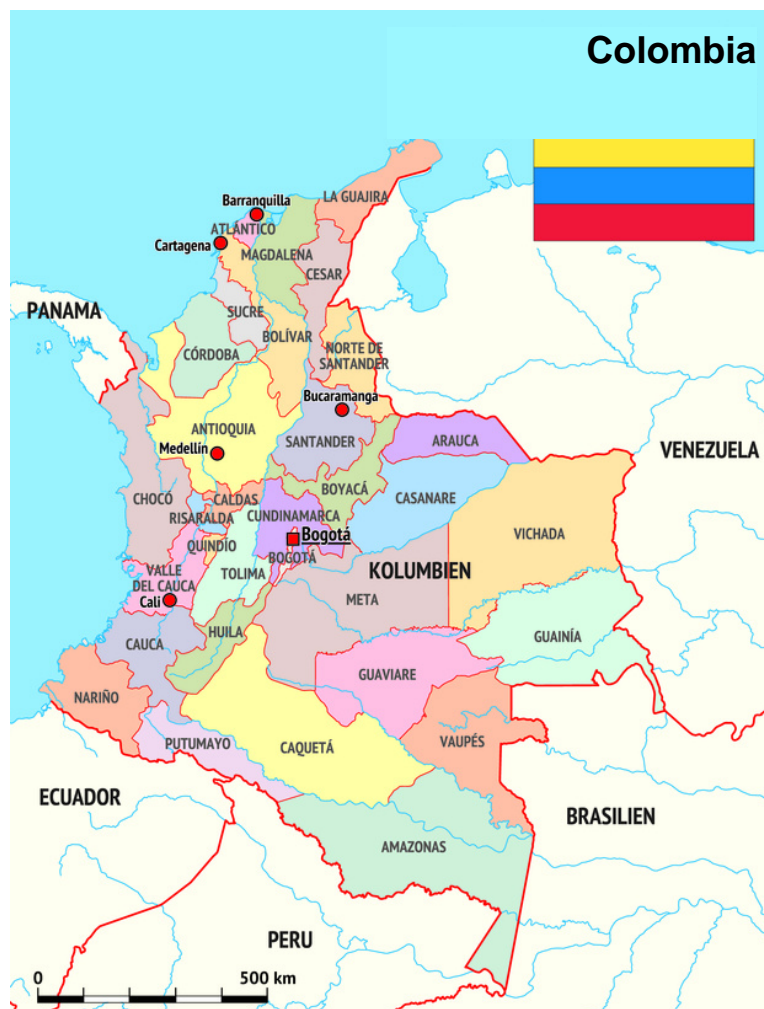 Colombia
LA GUAJIRA
Barranquilla
ATLÁNTICO
Cartagena
MAGDALENA
CESAR
PANAMA
SUCRE
BOLÍVAR
CÓRDOBA
NORTE DE
SANTANDER
Bucaramanga
ANTIOQUIA
SANTANDER
ARAUCA
Medellín
VENEZUELA
BOYACÁ
CHOCÓ
CALDAS
CASANARE
RISARALDA
CUNDINAMARCA
VICHADA
Bogotá
QUINDÍO
BOGOTÁ
VALLE
DEL CAUCA
TOLIMA
KOLUMBIEN
Cali
META
HUILA
GUAINÍA
CAUCA
GUAVIARE
NARIÑO
PUTUMAYO
CAQUETÁ
VAUPÉS
ECUADOR
BRASILIEN
AMAZONAS
PERU
0 500 km